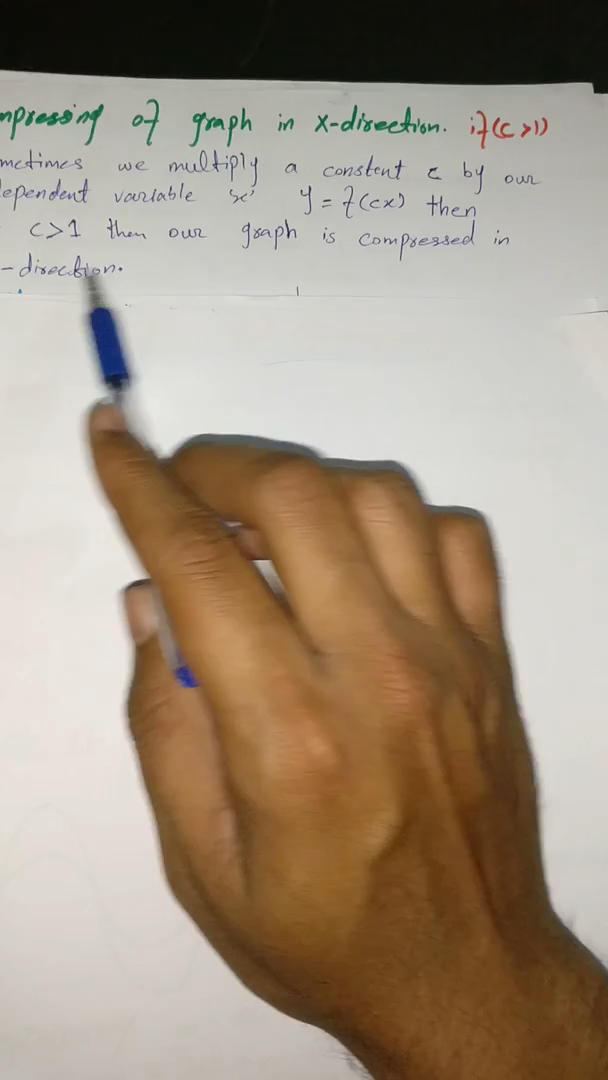 mpressing of graph in x-direction. if (c>1)
metimes we multiply a constant c by our
ependent variable 'x' y = f(cx) then
c>1 then our graph is compressed in
-direction.